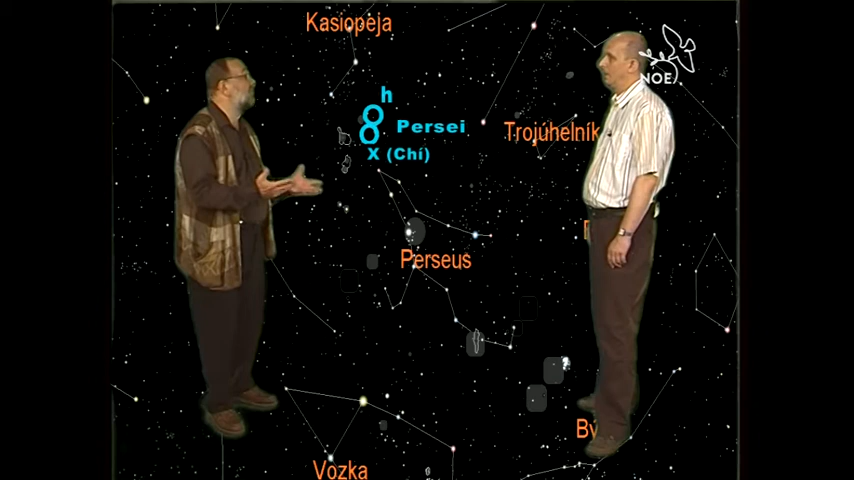 Kasiopeja
NOE
h
Persei
Χ (Chí)
Trojúhelník
Perseus
Vozka